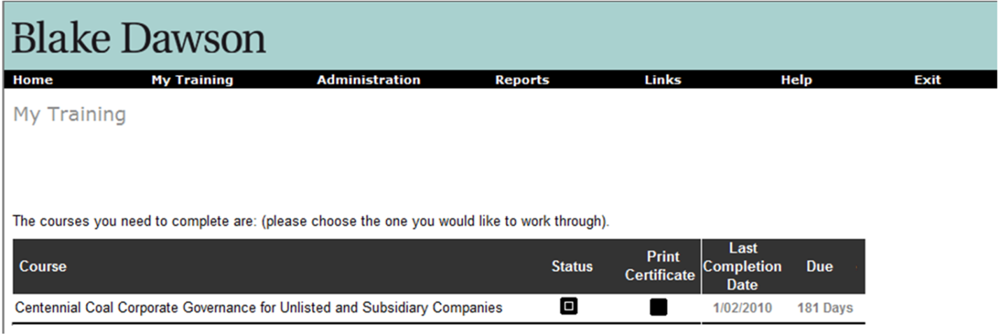 Blake Dawson
Home My Training Administration Reports Links Help Exit
My Training
The courses you need to complete are: (please choose the one you would like to work through).
Course Status Print Certificate Last Completion Date Due
Centennial Coal Corporate Governance for Unlisted and Subsidiary Companies 1/02/2010 181 Days